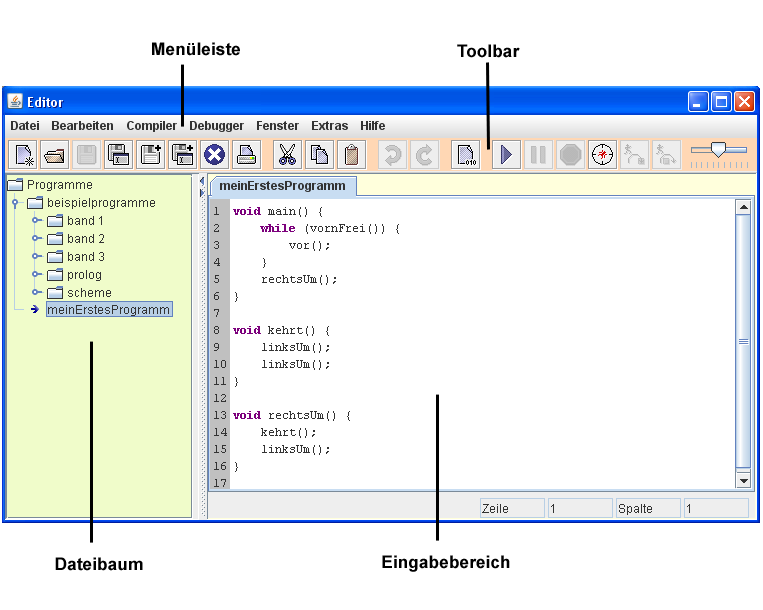 Menüleiste
Toolbar
Editor
Datei Bearbeiten Compiler Debugger Fenster Extras Hilfe
010
Programme
beispielprogramme
band 1
band 2
band 3
prolog
scheme
meinErstesProgramm
meinErstesProgramm
1 void main() {
2     while (vornFrei()) {
3         vor();
4     }
5     rechtsUm();
6 }
7
8 void kehrt() {
9     linksUm();
10     linksUm();
11 }
12
13 void rechtsUm() {
14     kehrt();
15     linksUm();
16 }
17
Zeile 1 Spalte 1
Dateibaum
Eingabebereich